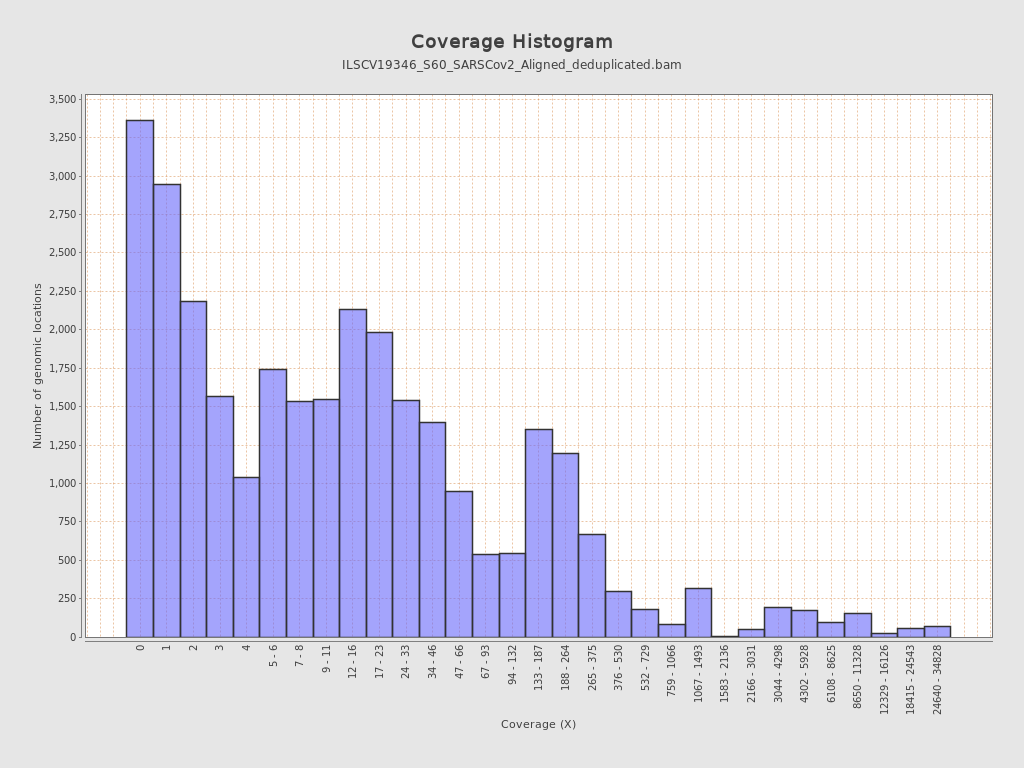 Coverage Histogram
ILSCV19346_S60_SARSCov2_Aligned_deduplicated.bam
Number of genomic locations
3,500
3,250
3,000
2,750
2,500
2,250
2,000
1,750
1,500
1,250
1,000
750
500
250
0
0
1
2
3
4
5 - 6
7 - 8
9 - 11
12 - 16
17 - 23
24 - 33
34 - 46
47 - 66
67 - 93
94 - 132
133 - 187
188 - 264
265 - 375
376 - 530
532 - 729
759 - 1066
1067 - 1493
1583 - 2136
2166 - 3031
3044 - 4298
4302 - 5928
6108 - 8625
8650 - 11328
12329 - 16126
18415 - 24543
24640 - 34828
Coverage (X)